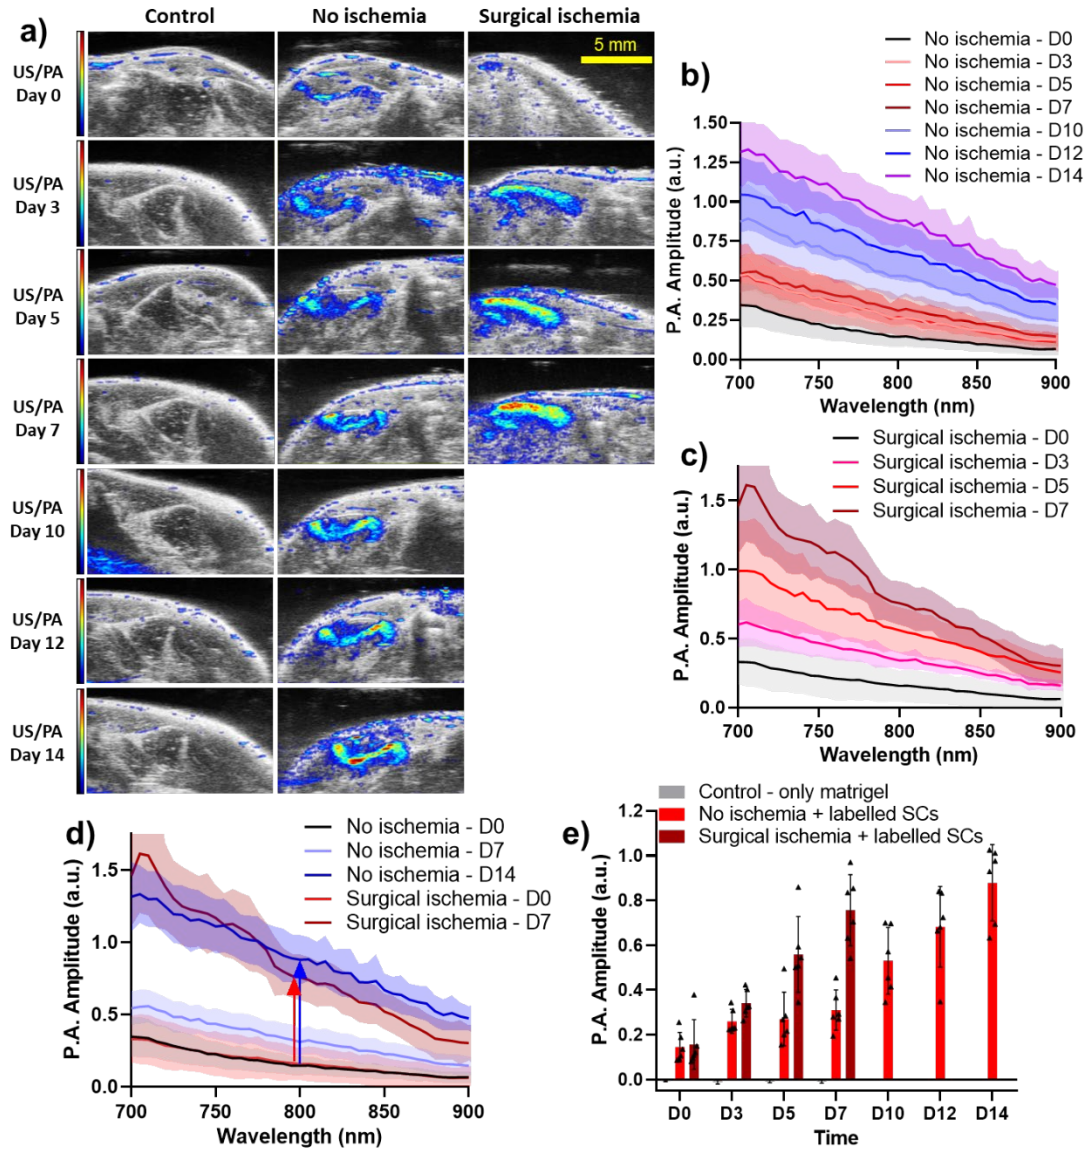 a)
Control
No ischemia
Surgical ischemia
5 mm
US/PA
Day 0
US/PA
Day 3
US/PA
Day 5
US/PA
Day 7
US/PA
Day 10
US/PA
Day 12
US/PA
Day 14
b)
No ischemia - D0
No ischemia - D3
No ischemia - D5
No ischemia - D7
No ischemia - D10
No ischemia - D12
No ischemia - D14
P.A. Amplitude (a.u.)
1.50
1.25
1.00
0.75
0.50
0.25
0.00
700
750
800
850
900
Wavelength (nm)
c)
Surgical ischemia - D0
Surgical ischemia - D3
Surgical ischemia - D5
Surgical ischemia - D7
P.A. Amplitude (a.u.)
1.5
1.0
0.5
0.0
700
750
800
850
900
Wavelength (nm)
d)
No ischemia - D0
No ischemia - D7
No ischemia - D14
Surgical ischemia - D0
Surgical ischemia - D7
P.A. Amplitude (a.u.)
1.5
1.0
0.5
0.0
700
750
800
850
900
Wavelength (nm)
e)
Control - only matrigel
No ischemia + labelled SCs
Surgical ischemia + labelled SCs
P.A. Amplitude (a.u.)
1.2
1.0
0.8
0.6
0.4
0.2
0.0
D0
D3
D5
D7
D10
D12
D14
Time